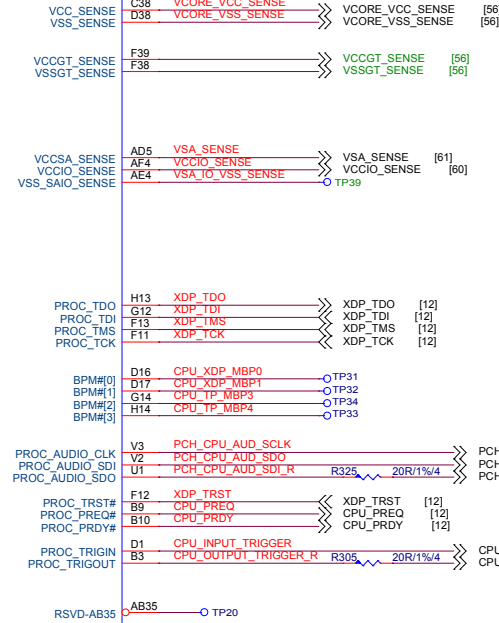 VCC_SENSE C38 VCORE_VCC_SENSE VCORE_VCC_SENSE [56]
VSS_SENSE D38 VCORE_VSS_SENSE VCORE_VSS_SENSE [56]
VCCGT_SENSE F39 VCCGT_SENSE [56]
VSSGT_SENSE F38 VSSGT_SENSE [56]
VCCSA_SENSE AD5 VSA_SENSE VSA_SENSE [61]
VCCIO_SENSE AF4 VCCIO_SENSE VCCIO_SENSE [60]
VSS_SAIO_SENSE AE4 VSA_IO_VSS_SENSE TP39
PROC_TDO H13 XDP_TDO XDP_TDO [12]
PROC_TDI G12 XDP_TDI XDP_TDI [12]
PROC_TMS F13 XDP_TMS XDP_TMS [12]
PROC_TCK F11 XDP_TCK XDP_TCK [12]
BPM#[0] D16 CPU_XDP_MBP0 TP31
BPM#[1] D17 CPU_XDP_MBP1 TP32
BPM#[2] G14 CPU_TP_MBP3 TP34
BPM#[3] H14 CPU_TP_MBP4 TP33
PROC_AUDIO_CLK V3 PCH_CPU_AUD_SCLK PCH
PROC_AUDIO_SDI V2 PCH_CPU_AUD_SDO PCH
PROC_AUDIO_SDO U1 PCH_CPU_AUD_SDI_R R325 20R/1%/4 PCH
PROC_TRST# F12 XDP_TRST XDP_TRST [12]
PROC_PREQ# B9 CPU_PREQ CPU_PREQ [12]
PROC_PRDY# B10 CPU_PRDY CPU_PRDY [12]
PROC_TRIGIN D1 CPU_INPUT_TRIGGER CPU
PROC_TRIGOUT B3 CPU_OUTPUT_TRIGGER_R R305 20R/1%/4 CPU
RSVD-AB35 AB35 TP20